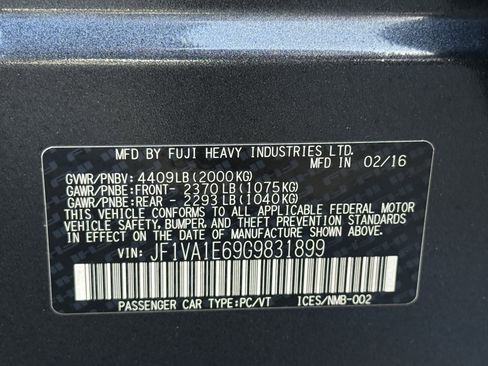 MFD BY FUJI HEAVY INDUSTRIES LTD.
MFD IN 02/16
GVWR/PNBV: 4409LB(2000KG)
GAWR/PNBE:FRONT- 2370LB(1075KG)
GAWR/PNBE:REAR - 2293LB(1040KG)
THIS VEHICLE CONFORMS TO ALL APPLICABLE FEDERAL MOTOR
VEHICLE SAFETY, BUMPER, AND THEFT PREVENTION STANDARDS
IN EFFECT ON THE DATE OF MANUFACTURE SHOWN ABOVE.
VIN: JF1VA1E69G9831899
PASSENGER CAR TYPE:PC/VT ICES/NMB-002